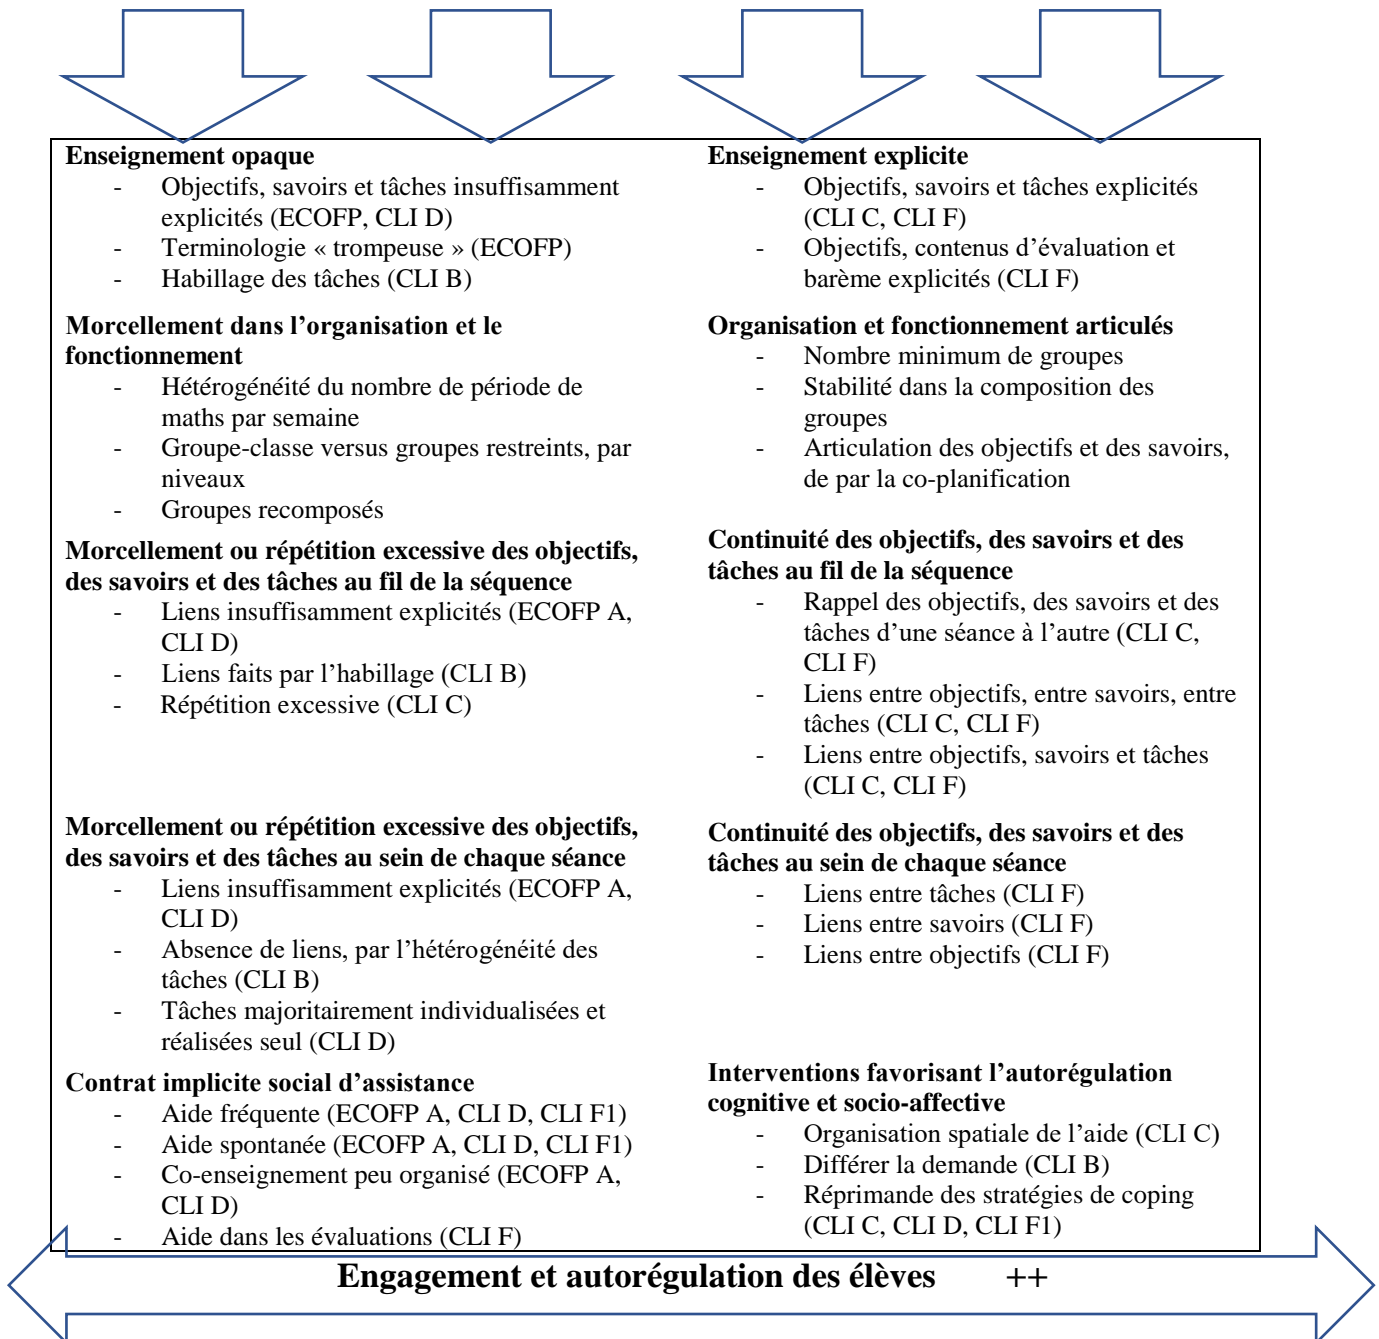 Enseignement opaque
- Objectifs, savoirs et tâches insuffisamment
explicités (ECOFP, CLI D)
- Terminologie « trompeuse » (ECOFP)
- Habillage des tâches (CLI B)
Morcellement dans l’organisation et le
fonctionnement
- Hétérogénéité du nombre de période de
maths par semaine
- Groupe-classe versus groupes restreints, par
niveaux
- Groupes recomposés
Morcellement ou répétition excessive des objectifs,
des savoirs et des tâches au fil de la séquence
- Liens insuffisamment explicités (ECOFP A,
CLI D)
- Liens faits par l’habillage (CLI B)
- Répétition excessive (CLI C)
Morcellement ou répétition excessive des objectifs,
des savoirs et des tâches au sein de chaque séance
- Liens insuffisamment explicités (ECOFP A,
CLI D)
- Absence de liens, par l’hétérogénéité des
tâches (CLI B)
- Tâches majoritairement individualisées et
réalisées seul (CLI D)
Contrat implicite social d’assistance
- Aide fréquente (ECOFP A, CLI D, CLI F1)
- Aide spontanée (ECOFP A, CLI D, CLI F1)
- Co-enseignement peu organisé (ECOFP A,
CLI D)
- Aide dans les évaluations (CLI F)
Enseignement explicite
- Objectifs, savoirs et tâches explicités
(CLI C, CLI F)
- Objectifs, contenus d’évaluation et
barème explicités (CLI F)
Organisation et fonctionnement articulés
- Nombre minimum de groupes
- Stabilité dans la composition des
groupes
- Articulation des objectifs et des savoirs,
de par la co-planification
Continuité des objectifs, des savoirs et des
tâches au fil de la séquence
- Rappel des objectifs, des savoirs et des
tâches d’une séance à l’autre (CLI C,
CLI F)
- Liens entre objectifs, entre savoirs, entre
tâches (CLI C, CLI F)
- Liens entre objectifs, savoirs et tâches
(CLI C, CLI F)
Continuité des objectifs, des savoirs et des
tâches au sein de chaque séance
- Liens entre tâches (CLI F)
- Liens entre savoirs (CLI F)
- Liens entre objectifs (CLI F)
Interventions favorisant l’autorégulation
cognitive et socio-affective
- Organisation spatiale de l’aide (CLI C)
- Différer la demande (CLI B)
- Réprimande des stratégies de coping
(CLI C, CLI D, CLI F1)
Engagement et autorégulation des élèves ++